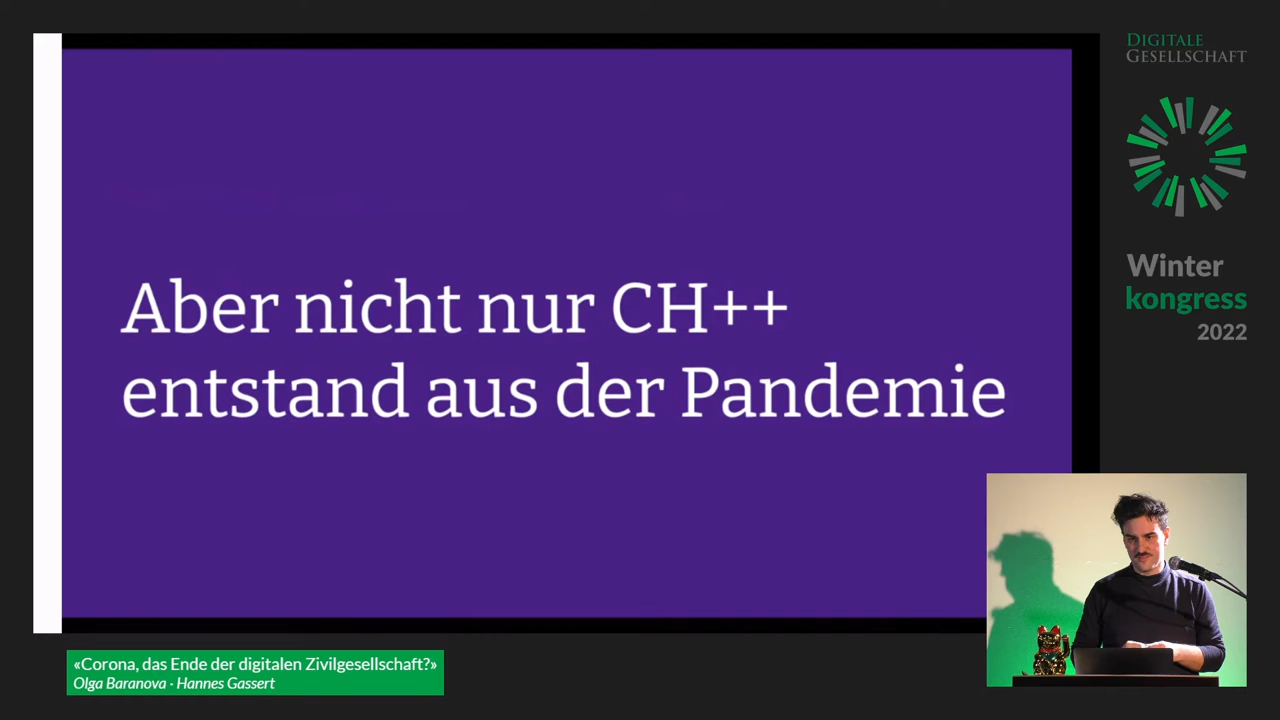 Aber nicht nur CH++
entstand aus der Pandemie
DIGITALE
GESELLSCHAFT
Winter
kongress
2022
«Corona, das Ende der digitalen Zivilgesellschaft?»
Olga Baranova · Hannes Gassert